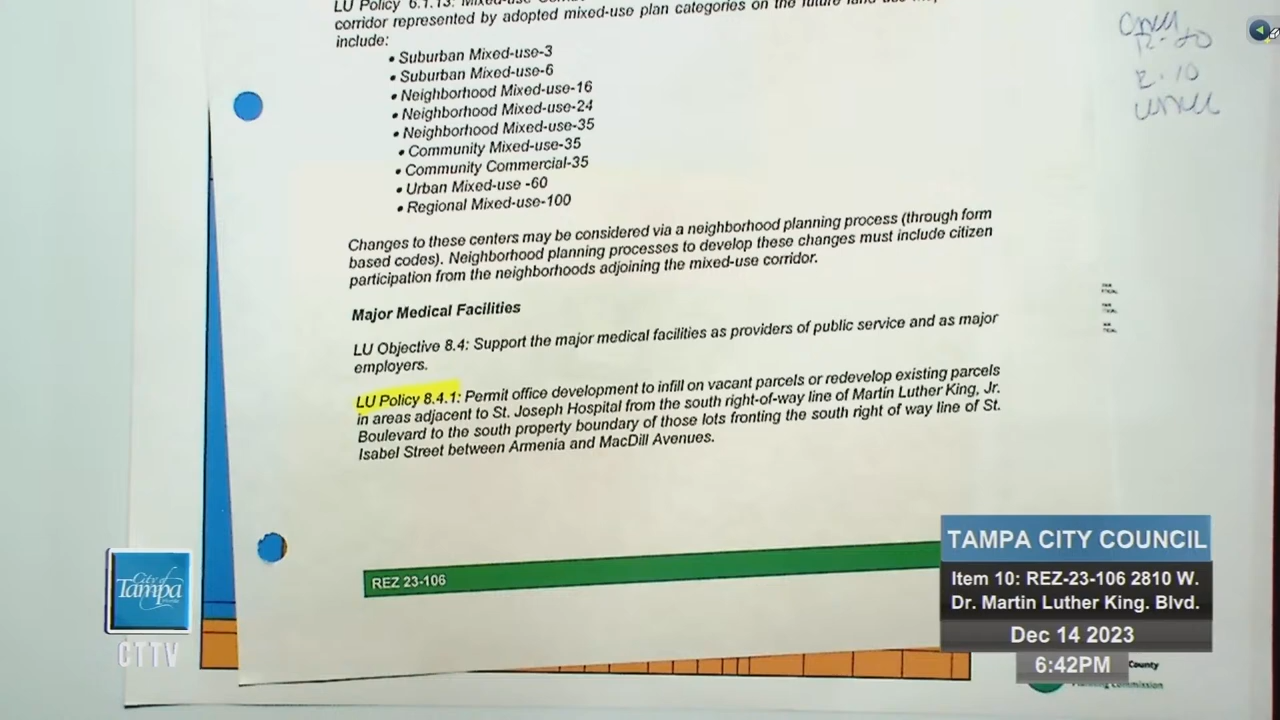 LU Policy 6.1.13: Mixed-use
corridor represented by adopted mixed-use plan categories on the future land use
include:
• Suburban Mixed-use-3
• Suburban Mixed-use-6
• Neighborhood Mixed-use-16
• Neighborhood Mixed-use-24
• Neighborhood Mixed-use-35
• Community Mixed-use-35
• Community Commercial-35
• Urban Mixed-use -60
• Regional Mixed-use-100
Changes to these centers may be considered via a neighborhood planning process (through form
based codes). Neighborhood planning processes to develop these changes must include citizen
participation from the neighborhoods adjoining the mixed-use corridor.
Major Medical Facilities
LU Objective 8.4: Support the major medical facilities as providers of public service and as major
employers.
LU Policy 8.4.1: Permit office development to infill on vacant parcels or redevelop existing parcels
in areas adjacent to St. Joseph Hospital from the south right-of-way line of Martin Luther King, Jr.
Boulevard to the south property boundary of those lots fronting the south right of way line of St.
Isabel Street between Armenia and MacDill Avenues.
REZ 23-106
City of
Tampa
CTTV
TAMPA CITY COUNCIL
Item 10: REZ-23-106 2810 W.
Dr. Martin Luther King. Blvd.
Dec 14 2023
6:42PM
County
Planning Commission